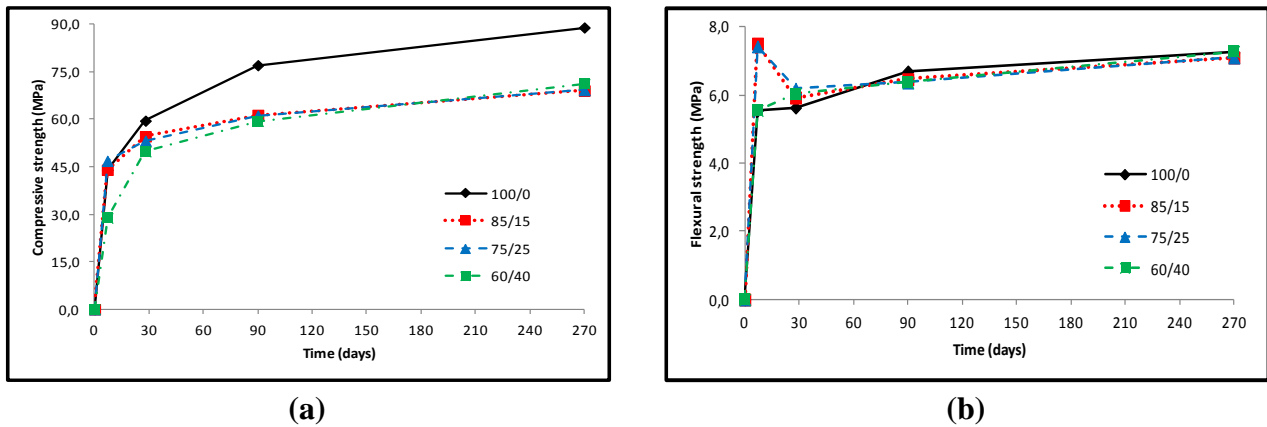 90,0
75,0
60,0
45,0
30,0
15,0
0,0
Compressive strength (MPa)
100/0
85/15
75/25
60/40
0 30 60 90 120 150 180 210 240 270
Time (days)
(a)
8,0
6,0
4,0
2,0
0,0
Flexural strength (MPa)
100/0
85/15
75/25
60/40
0 30 60 90 120 150 180 210 240 270
Time (days)
(b)